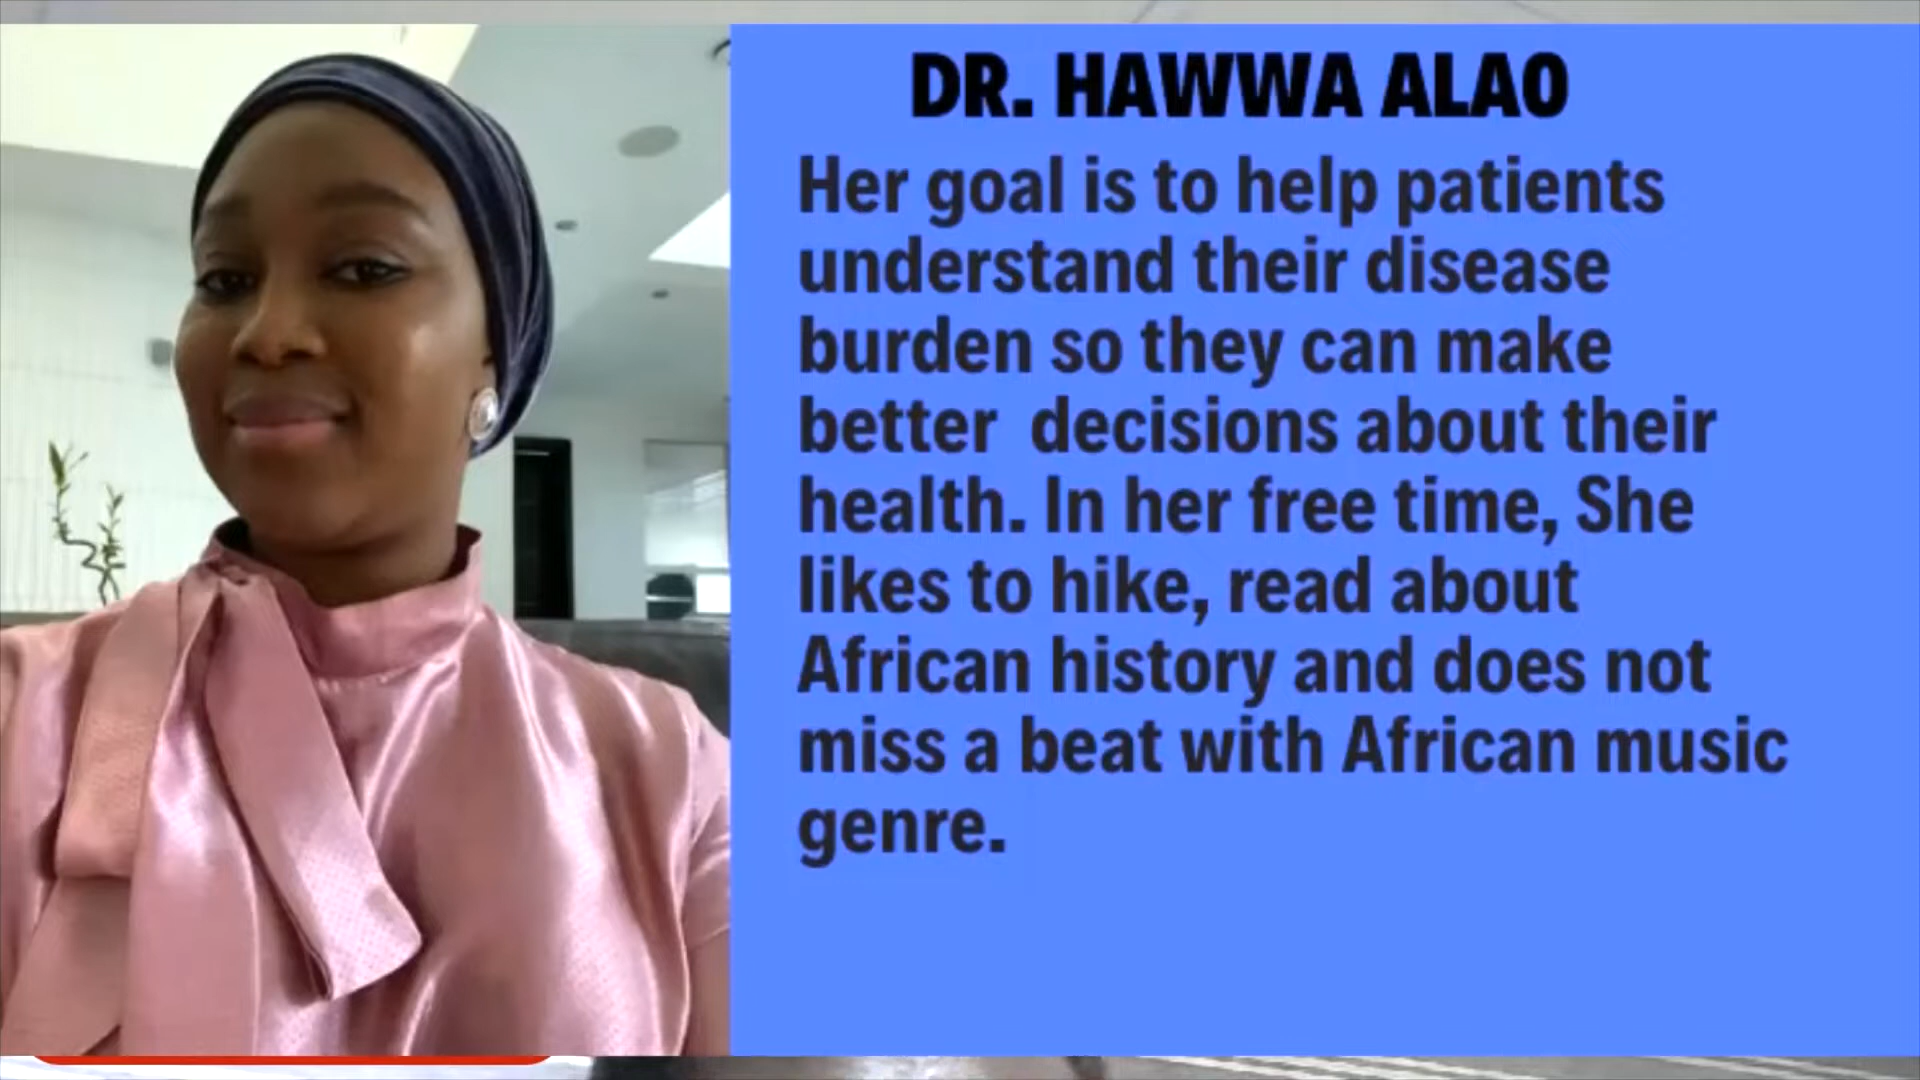 DR. HAWWA ALAO
Her goal is to help patients
understand their disease
burden so they can make
better decisions about their
health. In her free time, She
likes to hike, read about
African history and does not
miss a beat with African music
genre.